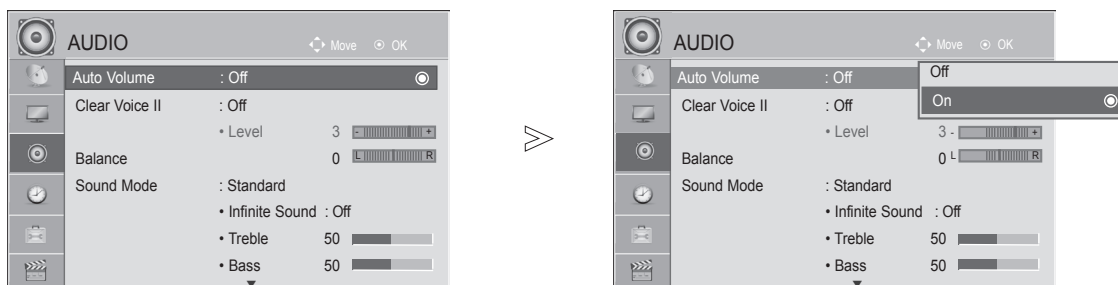 AUDIO
Move OK
Auto Volume : Off
Clear Voice II : Off
• Level 3 - +
Balance 0 L R
Sound Mode : Standard
• Infinite Sound : Off
• Treble 50
• Bass 50
AUDIO
Move OK
Auto Volume : Off
Off
On
Clear Voice II : Off
• Level 3 - +
Balance 0 L R
Sound Mode : Standard
• Infinite Sound : Off
• Treble 50
• Bass 50